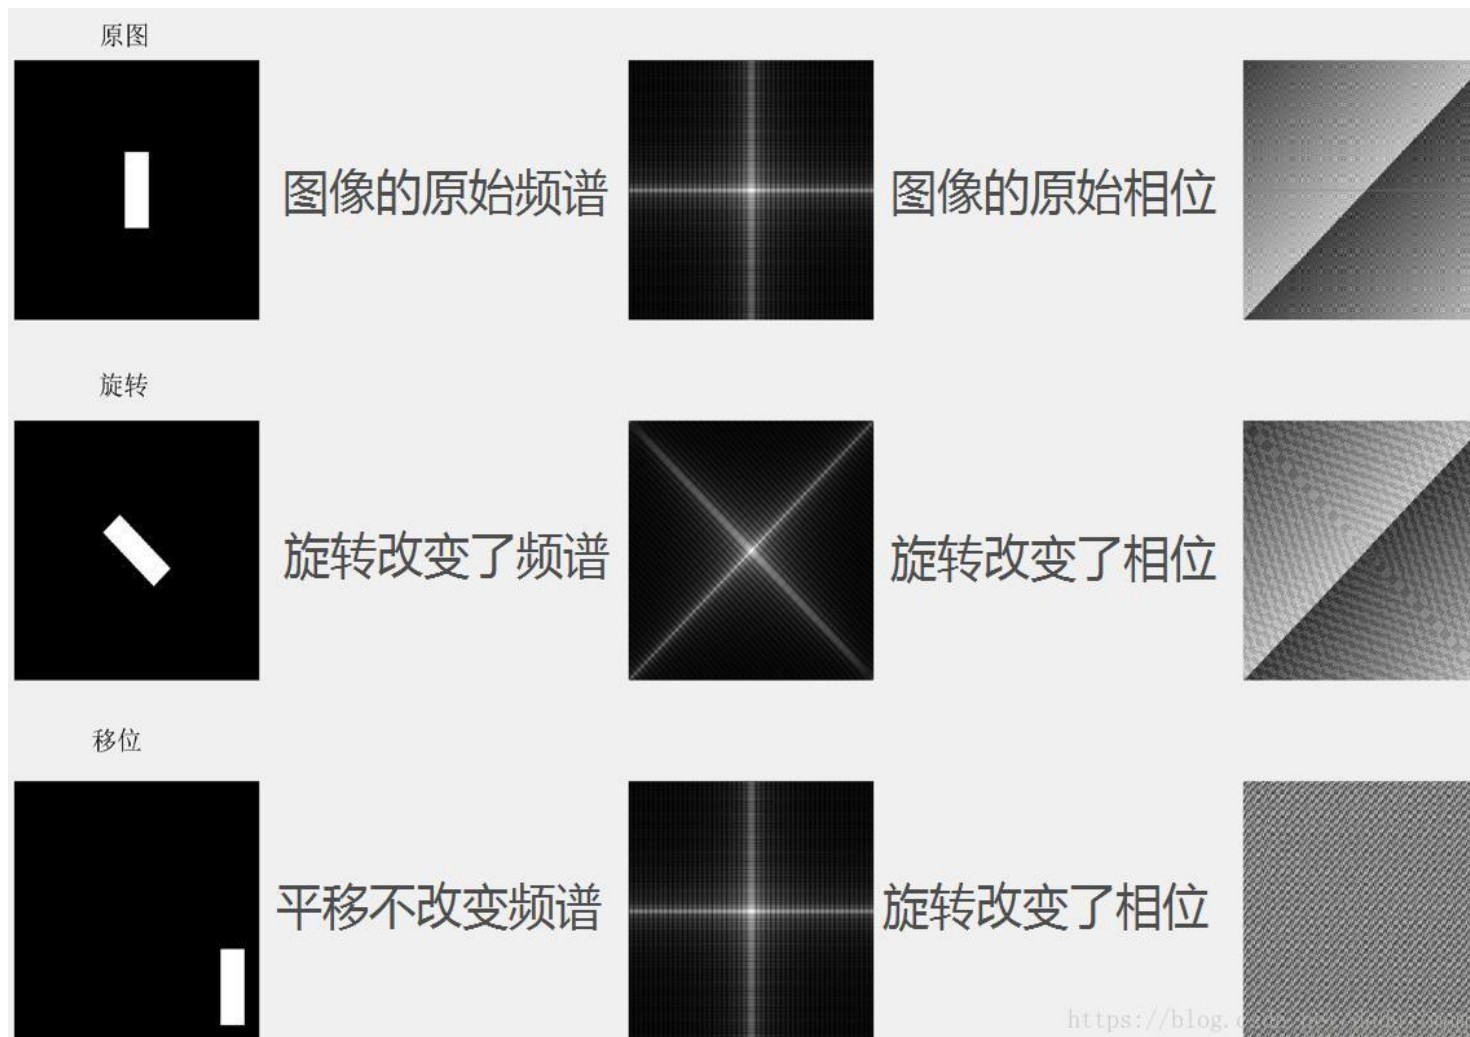 原图
图像的原始频谱
图像的原始相位
旋转
旋转改变了频谱
旋转改变了相位
移位
平移不改变频谱
旋转改变了相位
https://blog.